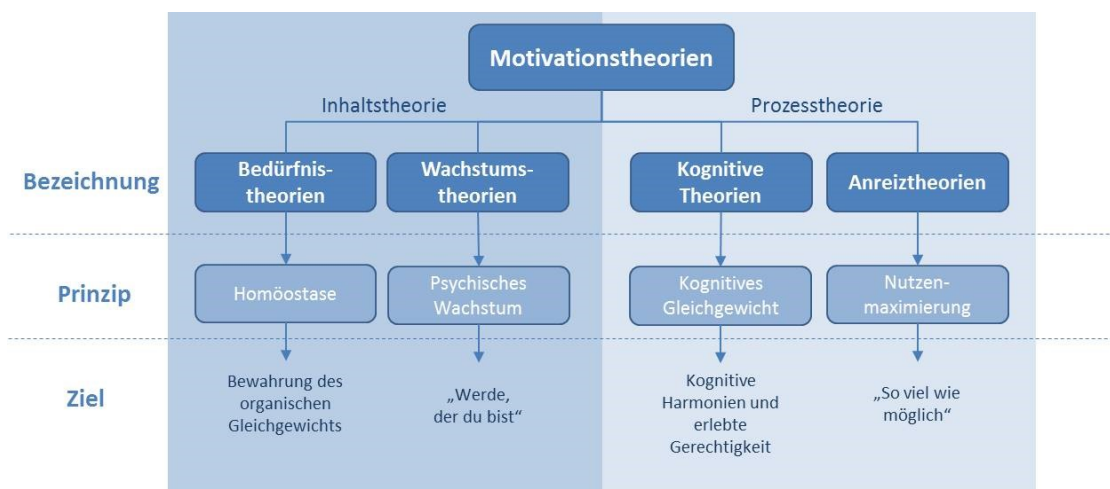 Motivationstheorien
Inhaltstheorie
Prozesstheorie
Bezeichnung
Bedürfnis-
theorien
Wachstums-
theorien
Kognitive
Theorien
Anreiztheorien
Prinzip
Homöostase
Psychisches
Wachstum
Kognitives
Gleichgewicht
Nutzen-
maximierung
Ziel
Bewahrung des
organischen
Gleichgewichts
„Werde,
der du bist“
Kognitive
Harmonien und
erlebte
Gerechtigkeit
„So viel wie
möglich“